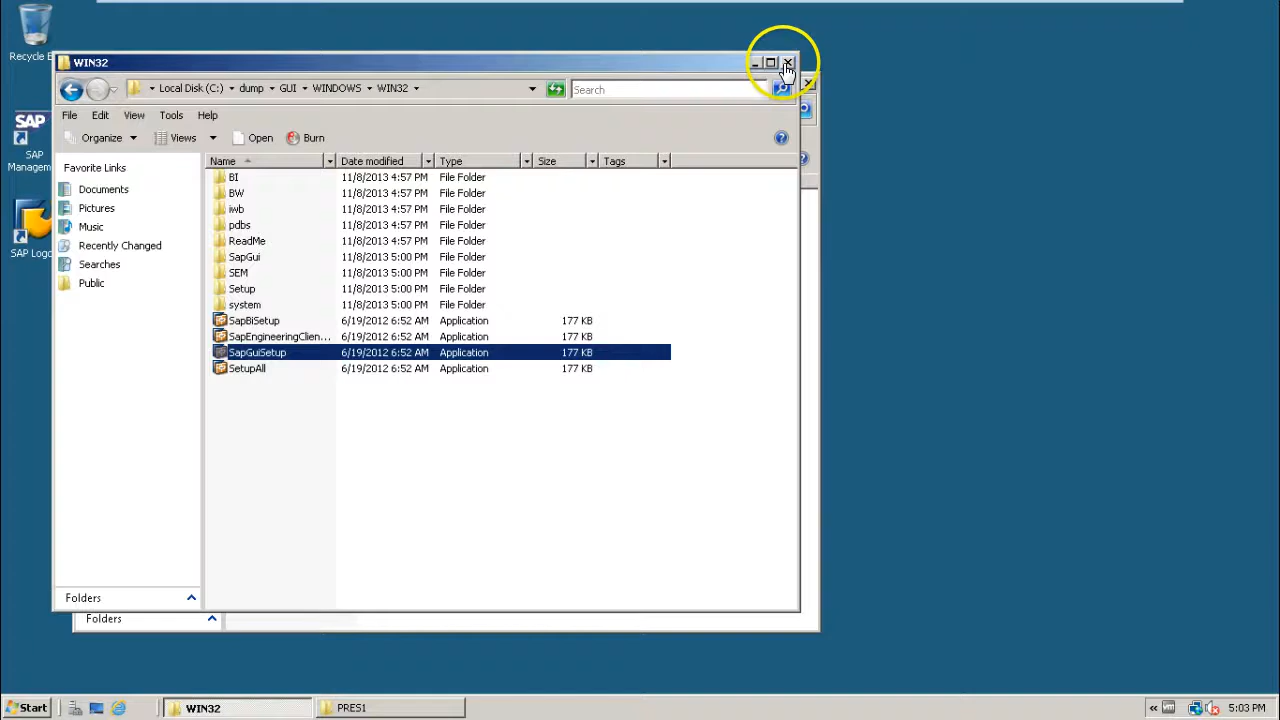 Recycle B
WIN32
Local Disk (C:) dump GUI WINDOWS WIN32
Search
File Edit View Tools Help
Organize Views Open Burn
Favorite Links
Documents
Pictures
Music
Recently Changed
Searches
Public
Folders
Name Date modified Type Size Tags
BI 11/8/2013 4:57 PM File Folder
BW 11/8/2013 4:57 PM File Folder
iwb 11/8/2013 4:57 PM File Folder
pdbs 11/8/2013 4:57 PM File Folder
ReadMe 11/8/2013 4:57 PM File Folder
SapGui 11/8/2013 5:00 PM File Folder
SEM 11/8/2013 5:00 PM File Folder
Setup 11/8/2013 5:00 PM File Folder
system 11/8/2013 5:00 PM File Folder
SapBiSetup 6/19/2012 6:52 AM Application 177 KB
SapEngineeringClien... 6/19/2012 6:52 AM Application 177 KB
SapGuiSetup 6/19/2012 6:52 AM Application 177 KB
SetupAll 6/19/2012 6:52 AM Application 177 KB
SAP
SAP
Managem
SAP Logo
Folders
Start WIN32 PRES1 5:03 PM